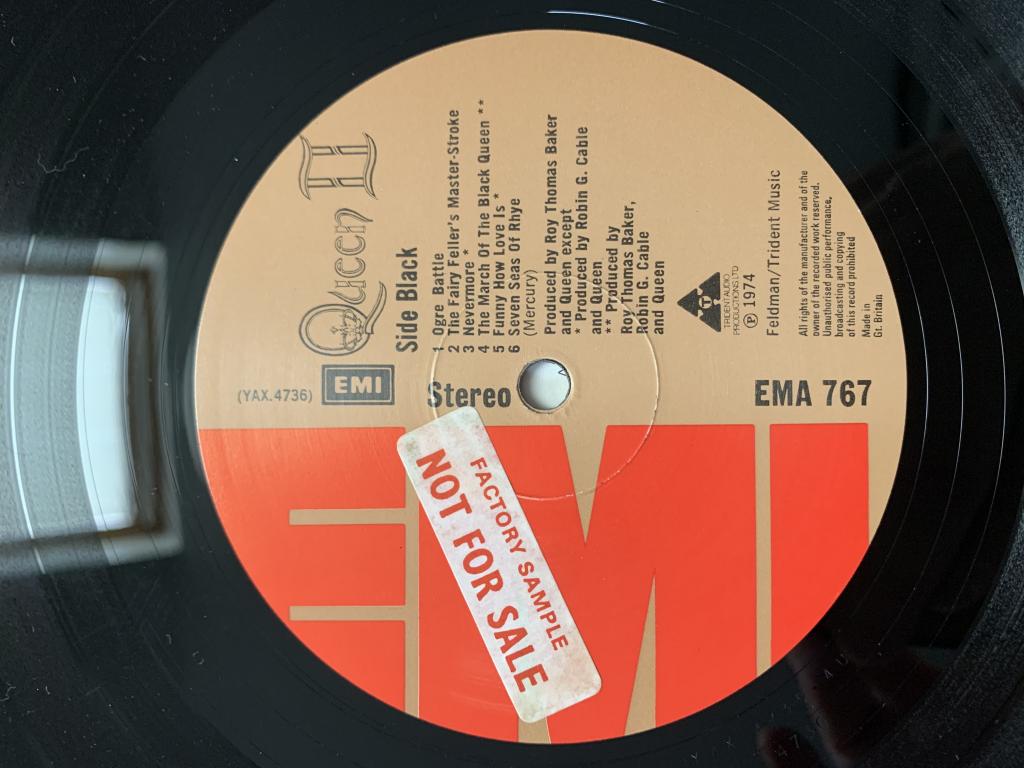 Queen II
Side Black
1 Ogre Battle
2 The Fairy Feller's Master-Stroke
3 Nevermore *
4 The March Of The Black Queen **
5 Funny How Love Is *
6 Seven Seas Of Rhye
(Mercury)
Produced by Roy Thomas Baker
and Queen except
* Produced by Robin G. Cable
and Queen
** Produced by
Roy Thomas Baker,
Robin G. Cable
and Queen
T
TRIDENT AUDIO
PRODUCTIONS LTD
℗ 1974
Feldman/Trident Music
All rights of the manufacturer and of the
owner of the recorded work reserved.
Unauthorised public performance,
broadcasting and copying
of this record prohibited
Made in
Gt. Britain
(YAX.4736)
EMI
Stereo
EMA 767
EMI
FACTORY SAMPLE
NOT FOR SALE